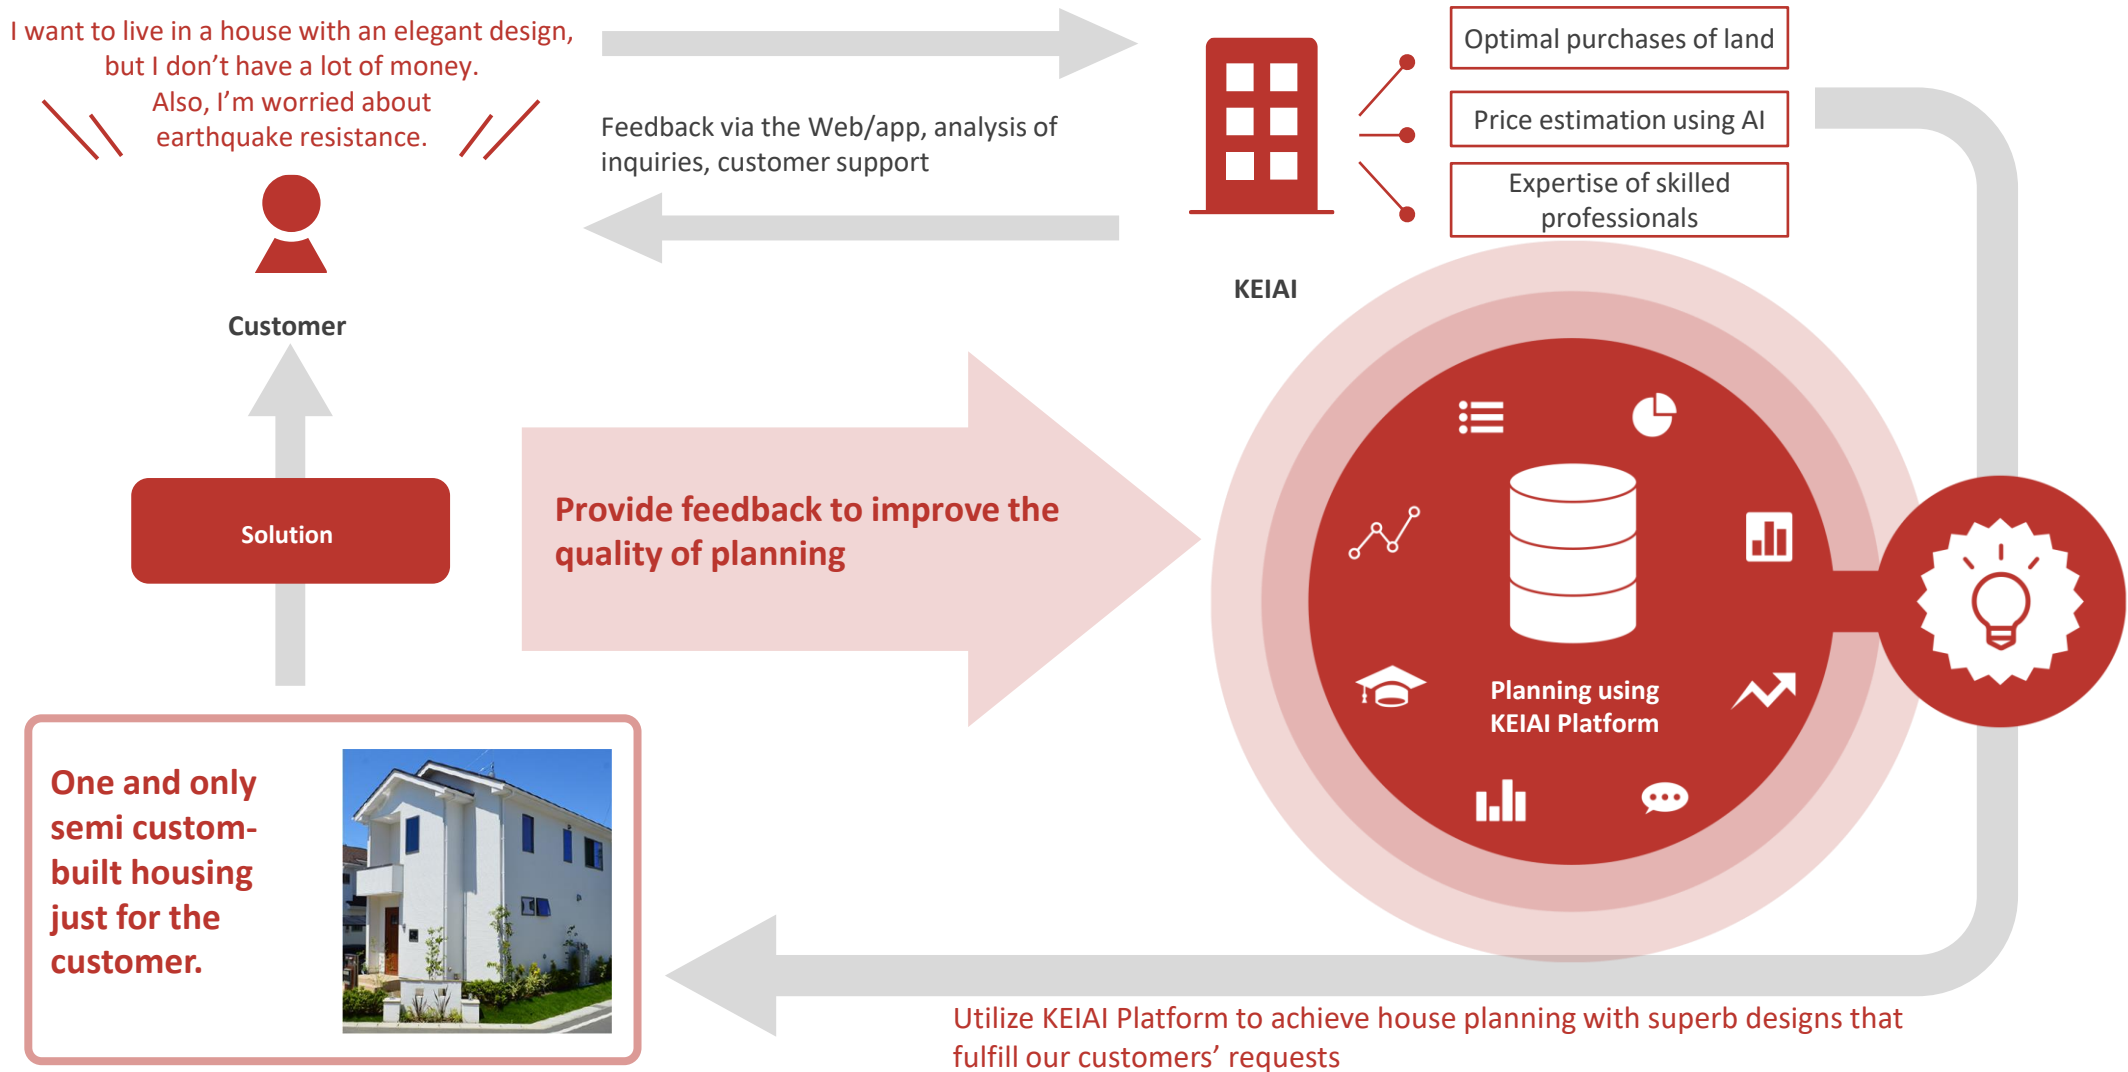 I want to live in a house with an elegant design,
but I don’t have a lot of money.
Also, I’m worried about
earthquake resistance.
Customer
Feedback via the Web/app, analysis of
inquiries, customer support
KEIAI
Optimal purchases of land
Price estimation using AI
Expertise of skilled
professionals
Solution
Provide feedback to improve the
quality of planning
Planning using
KEIAI Platform
One and only
semi custom-
built housing
just for the
customer.
Utilize KEIAI Platform to achieve house planning with superb designs that
fulfill our customers’ requests